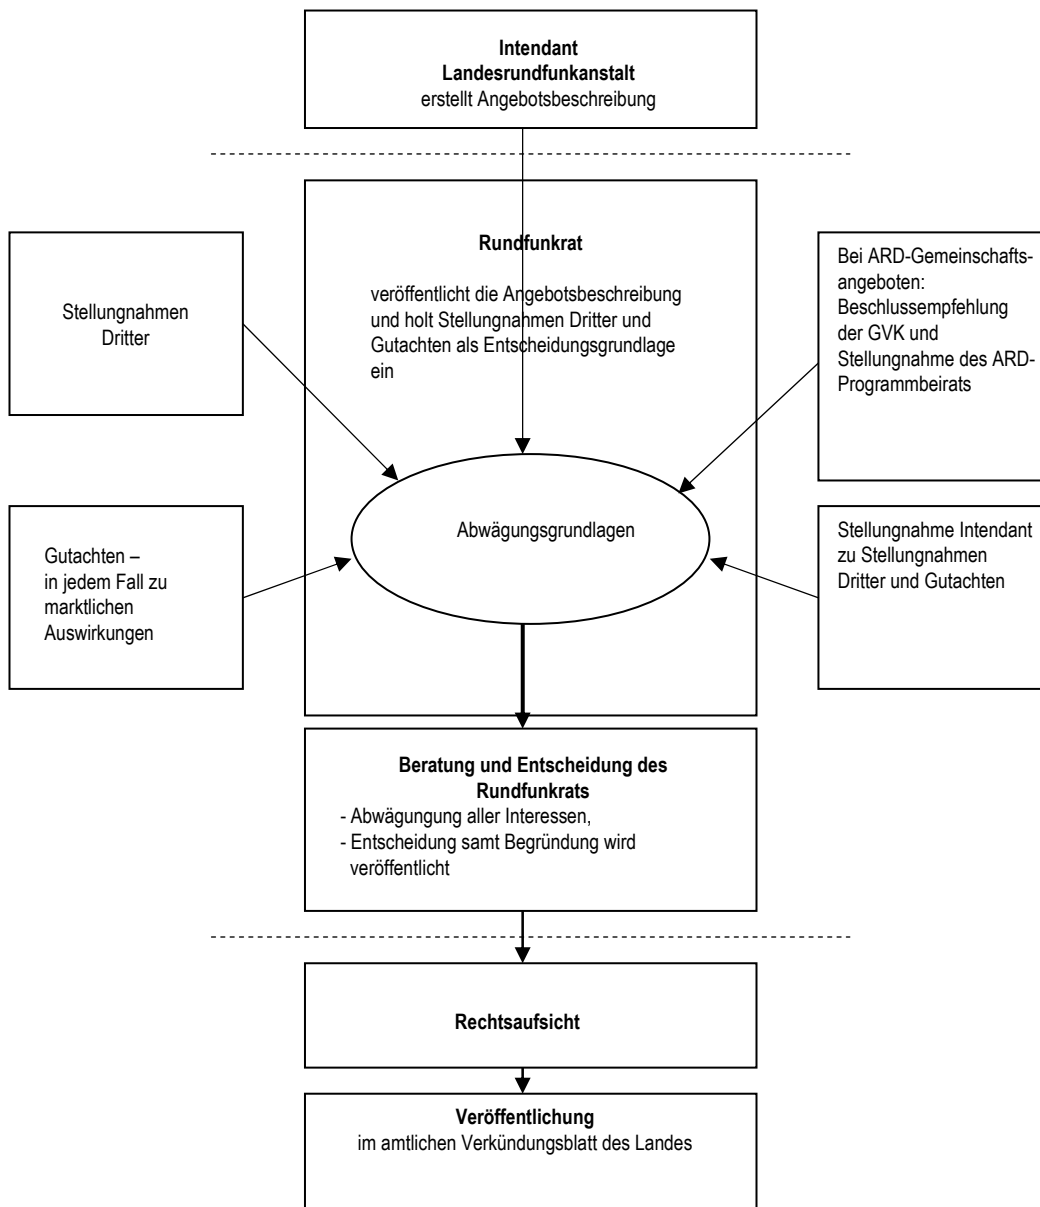 Intendant
Landesrundfunkanstalt
erstellt Angebotsbeschreibung
Rundfunkrat
veröffentlicht die Angebotsbeschreibung
und holt Stellungnahmen Dritter und
Gutachten als Entscheidungsgrundlage
ein
Stellungnahmen
Dritter
Bei ARD-Gemeinschafts-
angeboten:
Beschlussempfehlung
der GVK und
Stellungnahme des ARD-
Programmbeirats
Abwägungsgrundlagen
Gutachten –
in jedem Fall zu
marktlichen
Auswirkungen
Stellungnahme Intendant
zu Stellungnahmen
Dritter und Gutachten
Beratung und Entscheidung des
Rundfunkrats
- Abwägungung aller Interessen,
- Entscheidung samt Begründung wird
veröffentlicht
Rechtsaufsicht
Veröffentlichung
im amtlichen Verkündungsblatt des Landes